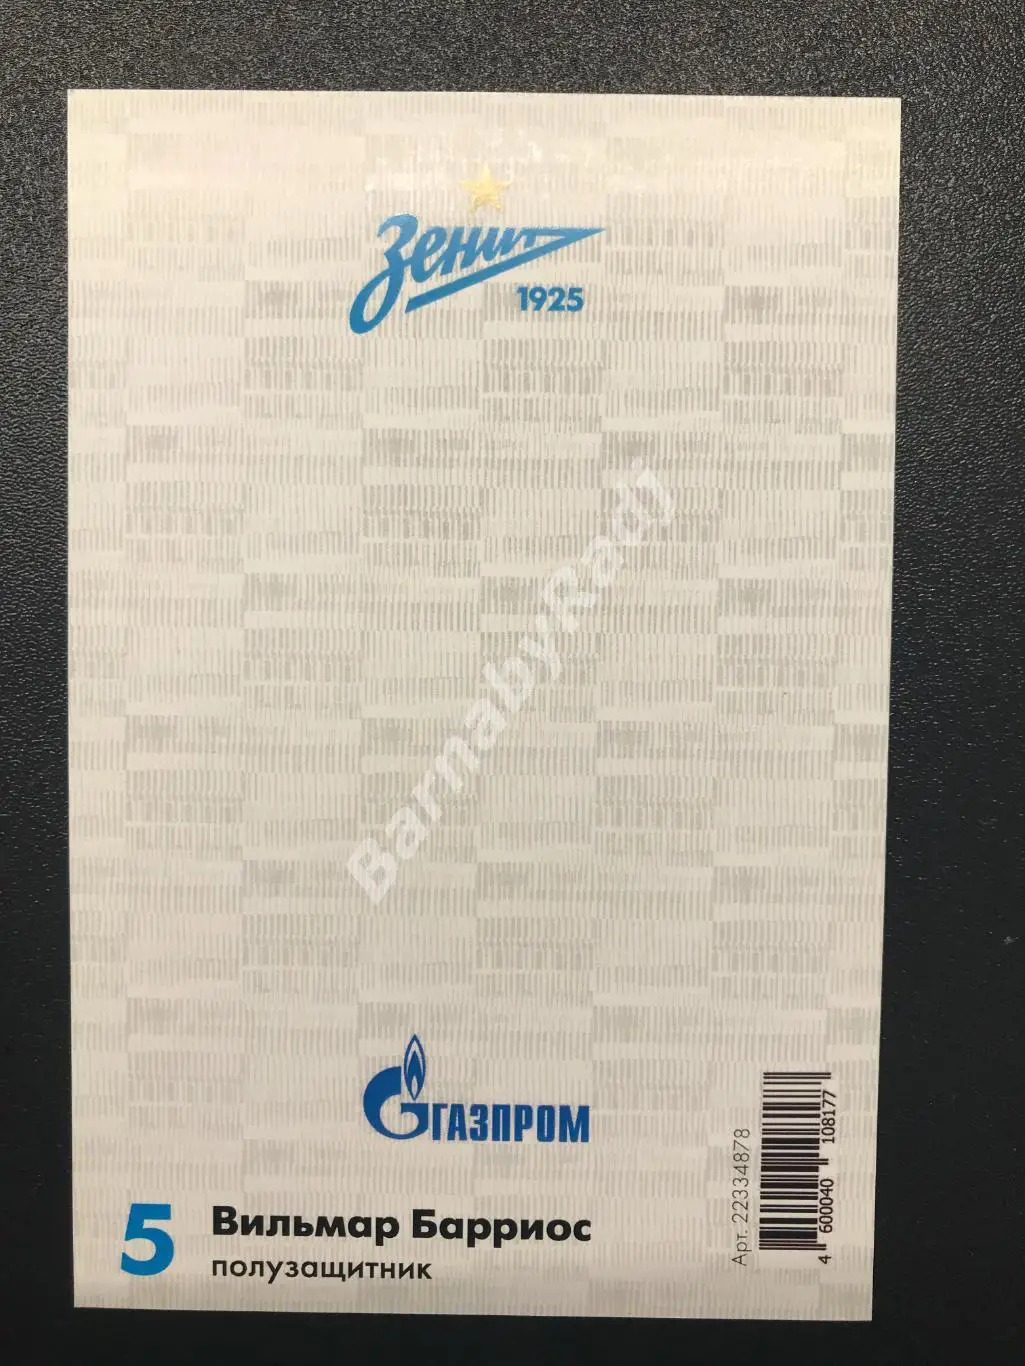 Зенит
1925
BarnabyRadj
ГАЗПРОМ
5
Вильмар Барриос
полузащитник
Арт. 22334878
4 600040 108177